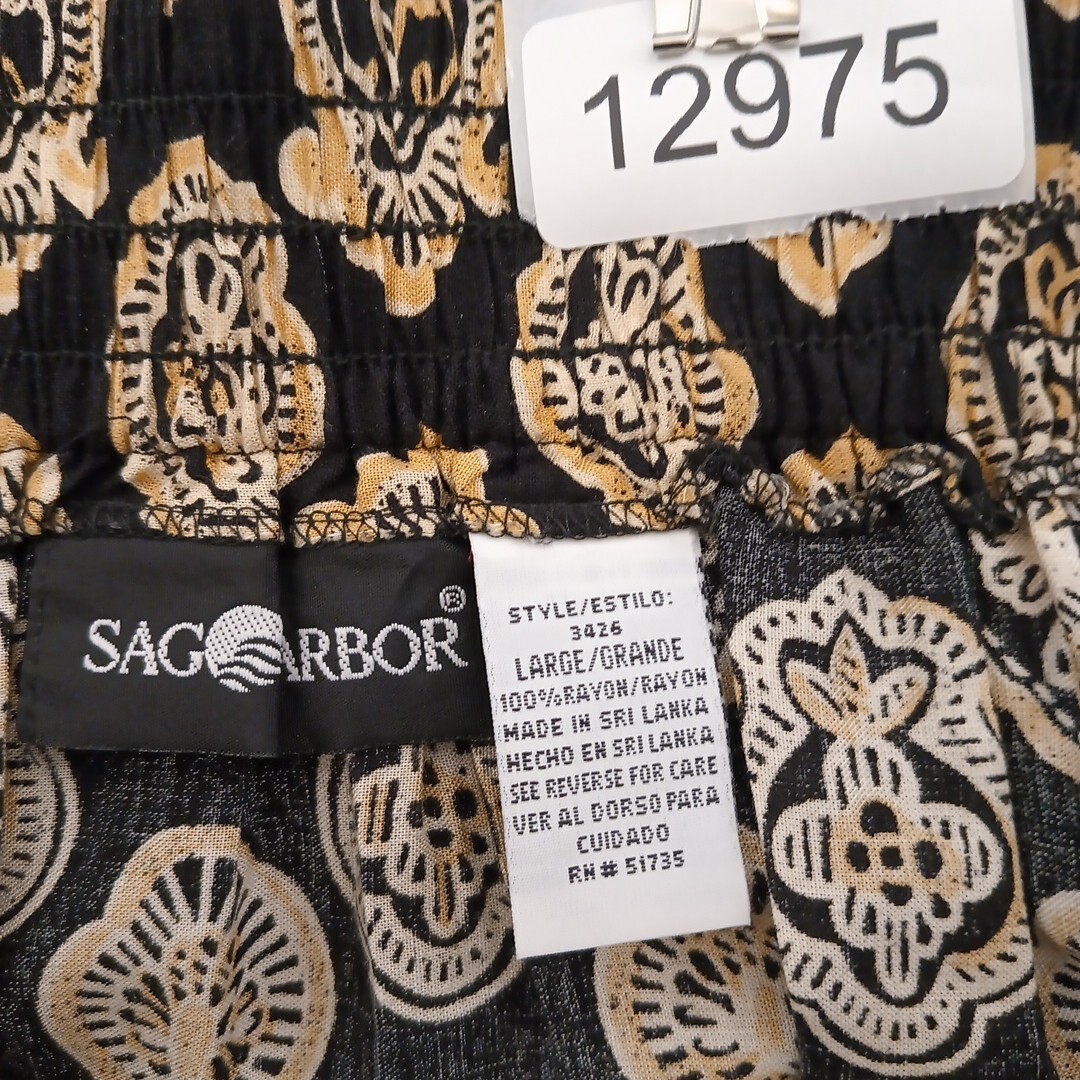 12975
SAG ARBOR ®
STYLE/ESTILO:
3426
LARGE/GRANDE
100%RAYON/RAYON
MADE IN SRI LANKA
HECHO EN SRI LANKA
SEE REVERSE FOR CARE
VER AL DORSO PARA
CUIDADO
RN# 51735